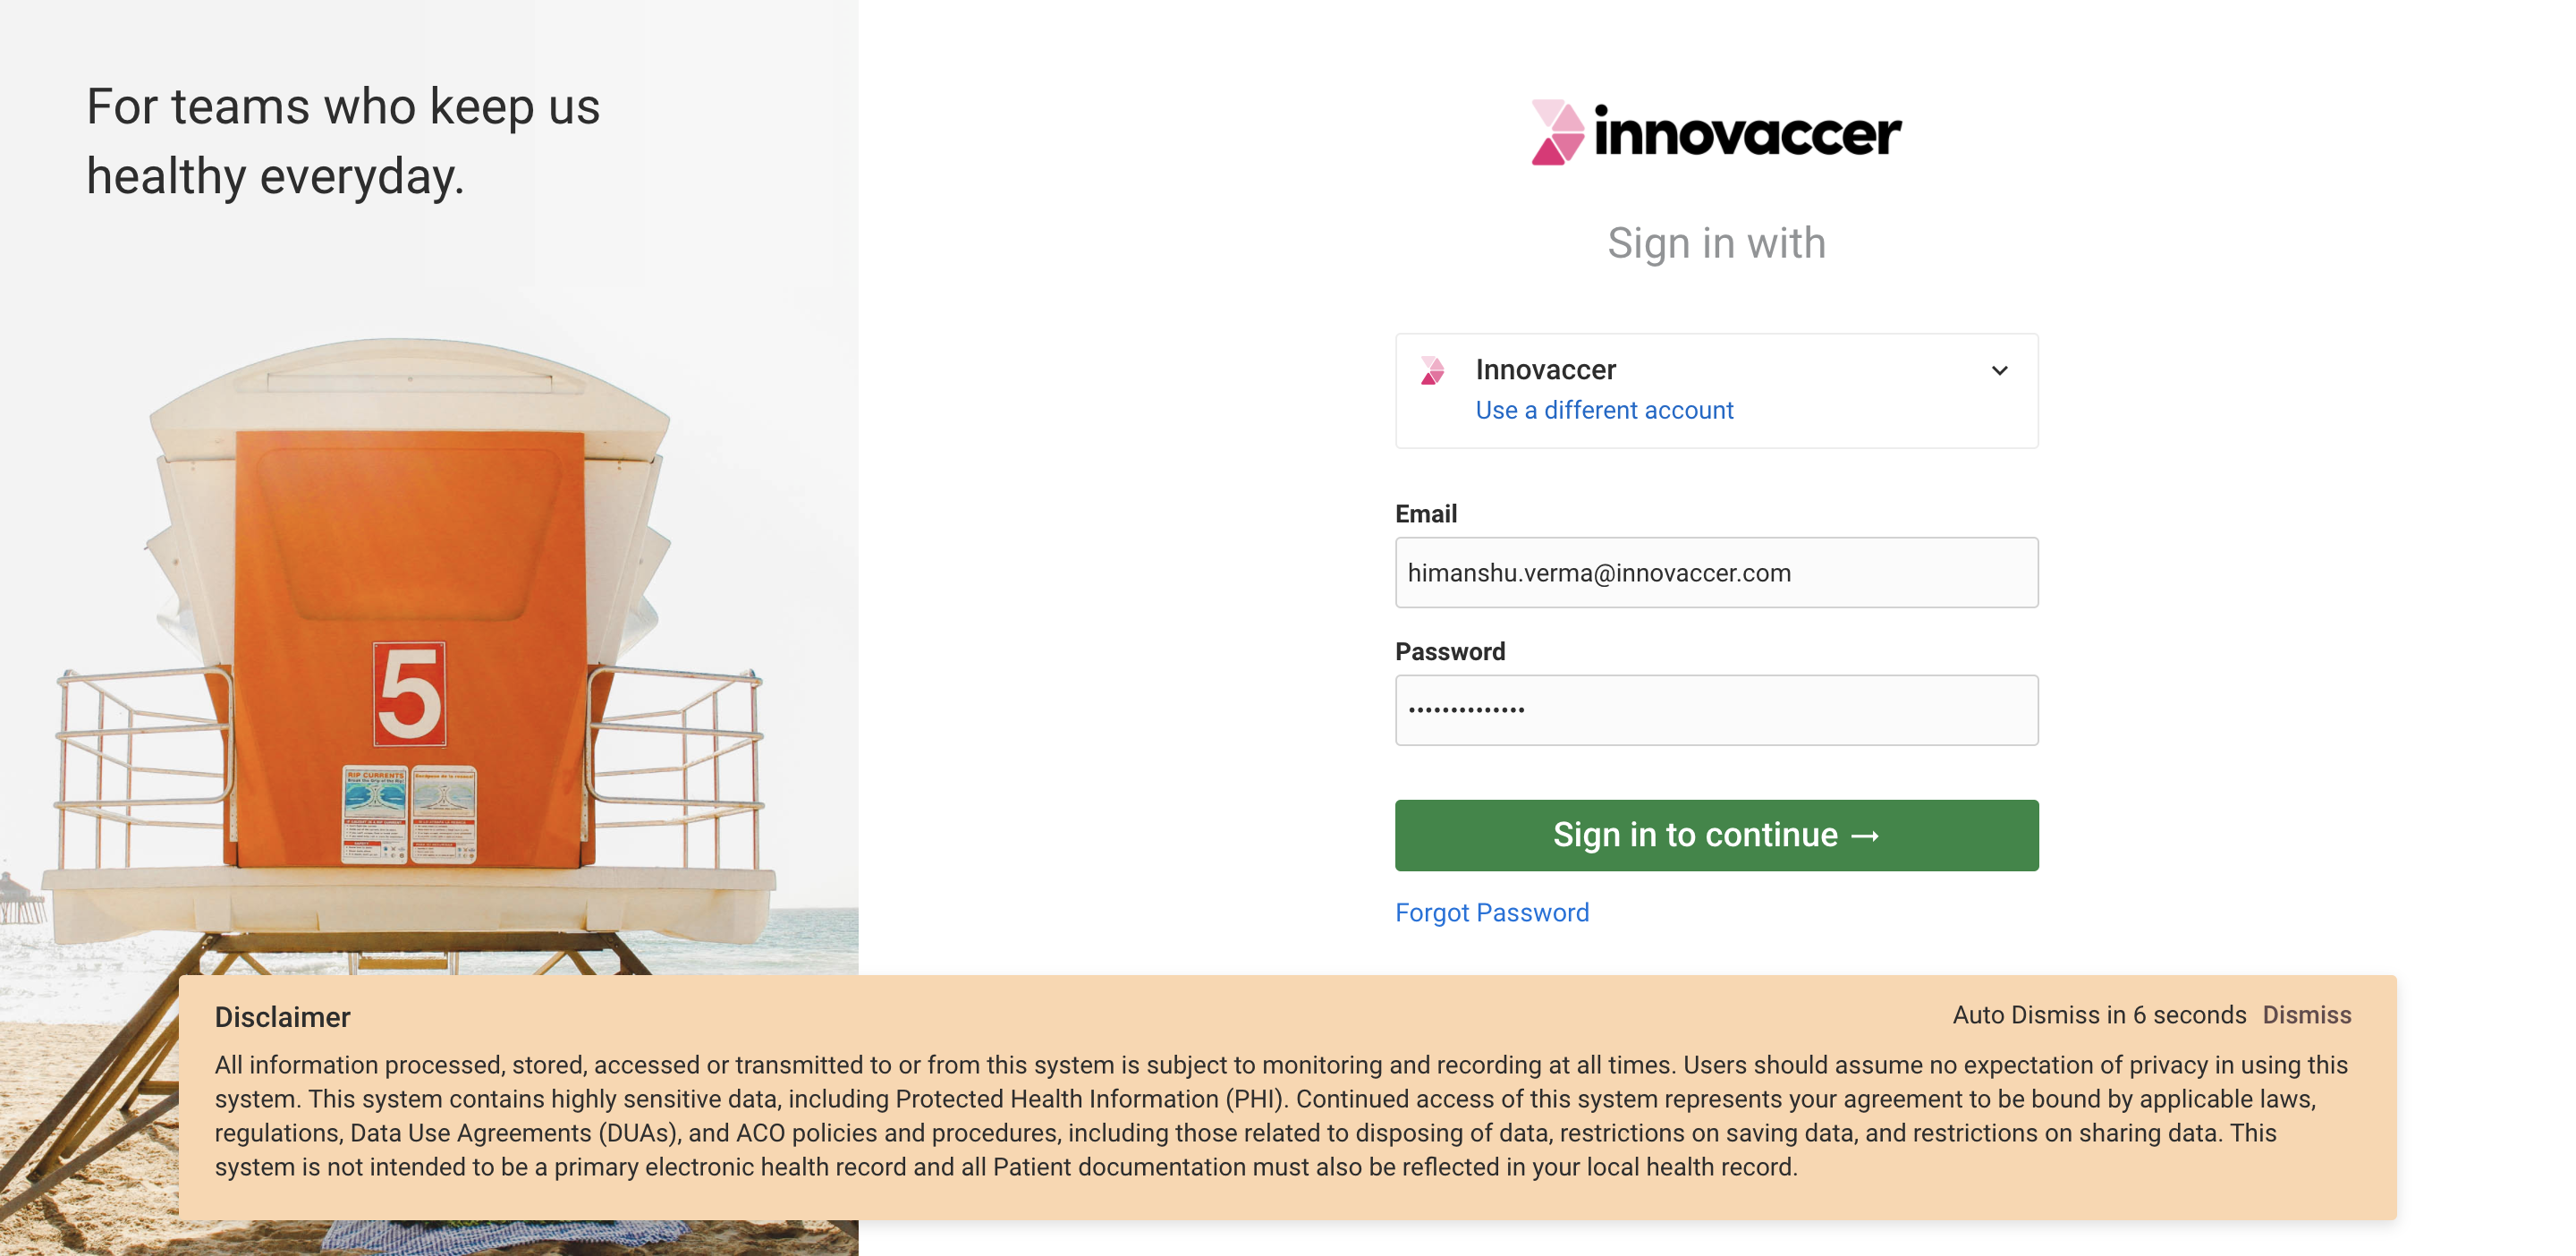 For teams who keep us
healthy everyday.
5
RIP CURRENTS
innovaccer
Sign in with
Innovaccer
Use a different account
Email
himanshu.verma@innovaccer.com
Password
••••••••••••••
Sign in to continue →
Forgot Password
Disclaimer
Auto Dismiss in 6 seconds Dismiss
All information processed, stored, accessed or transmitted to or from this system is subject to monitoring and recording at all times. Users should assume no expectation of privacy in using this
system. This system contains highly sensitive data, including Protected Health Information (PHI). Continued access of this system represents your agreement to be bound by applicable laws,
regulations, Data Use Agreements (DUAs), and ACO policies and procedures, including those related to disposing of data, restrictions on saving data, and restrictions on sharing data. This
system is not intended to be a primary electronic health record and all Patient documentation must also be reflected in your local health record.